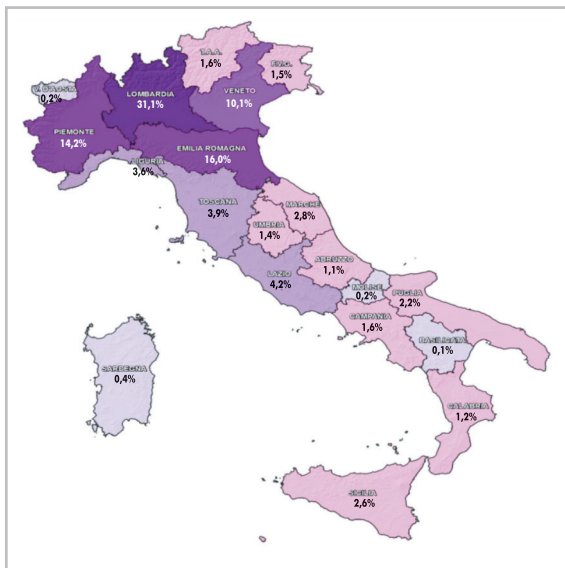 T.A.A.
1,6%
F.V.G.
1,5%
V. D'AOSTA
0,2%
LOMBARDIA
31,1%
VENETO
10,1%
PIEMONTE
14,2%
EMILIA ROMAGNA
16,0%
LIGURIA
3,6%
TOSCANA
3,9%
MARCHE
2,8%
UMBRIA
1,4%
ABRUZZO
1,1%
LAZIO
4,2%
MOLISE
0,2%
PUGLIA
2,2%
CAMPANIA
1,6%
BASILICATA
0,1%
SARDEGNA
0,4%
CALABRIA
1,2%
SICILIA
2,6%